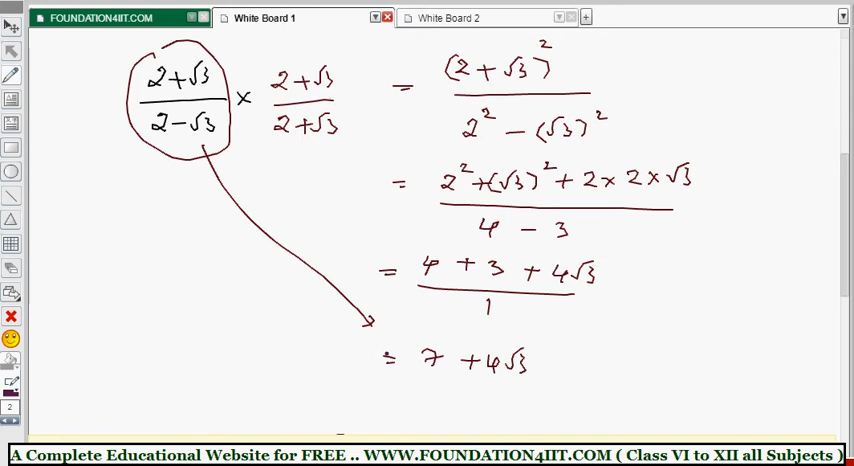 FOUNDATION4IIT.COM White Board 1 White Board 2
(2+√3)/(2-√3) × (2+√3)/(2+√3) = (2+√3)²/(2² - (√3)²)
= (2² + (√3)² + 2 × 2 × √3)/(4 - 3)
= (4 + 3 + 4√3)/1
= 7 + 4√3
2
A Complete Educational Website for FREE .. WWW.FOUNDATION4IIT.COM ( Class VI to XII all Subjects )